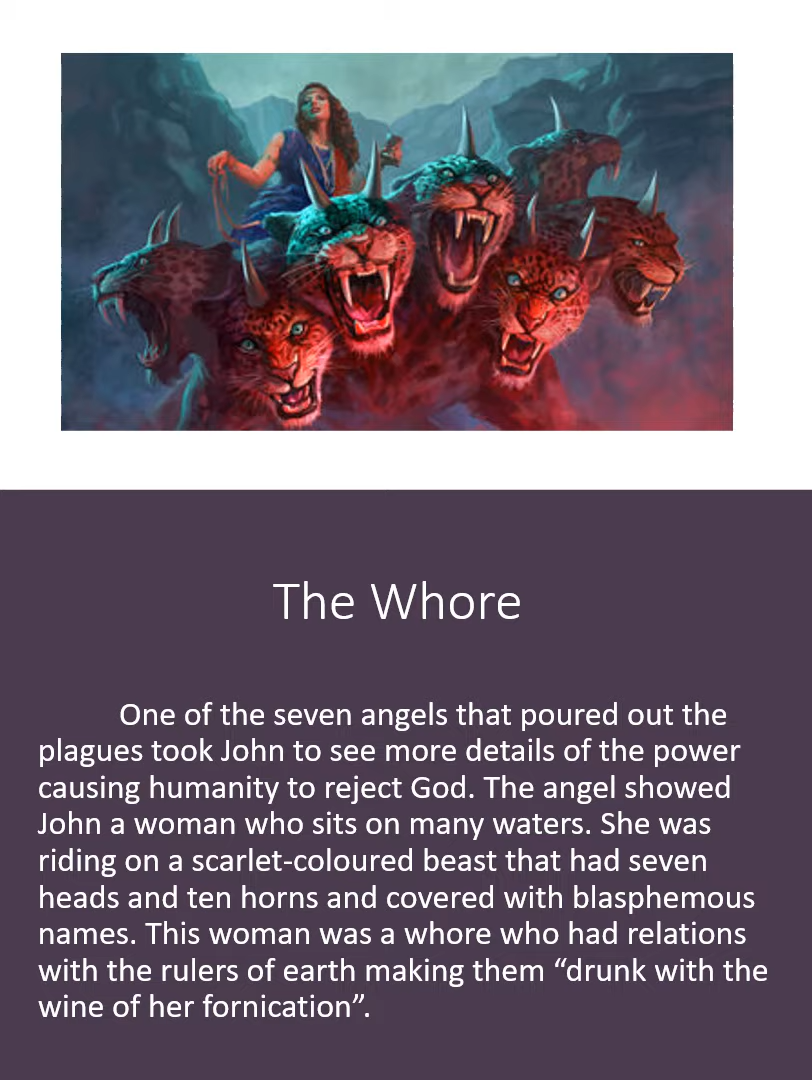 The Whore
One of the seven angels that poured out the
plagues took John to see more details of the power
causing humanity to reject God. The angel showed
John a woman who sits on many waters. She was
riding on a scarlet-coloured beast that had seven
heads and ten horns and covered with blasphemous
names. This woman was a whore who had relations
with the rulers of earth making them “drunk with the
wine of her fornication”.